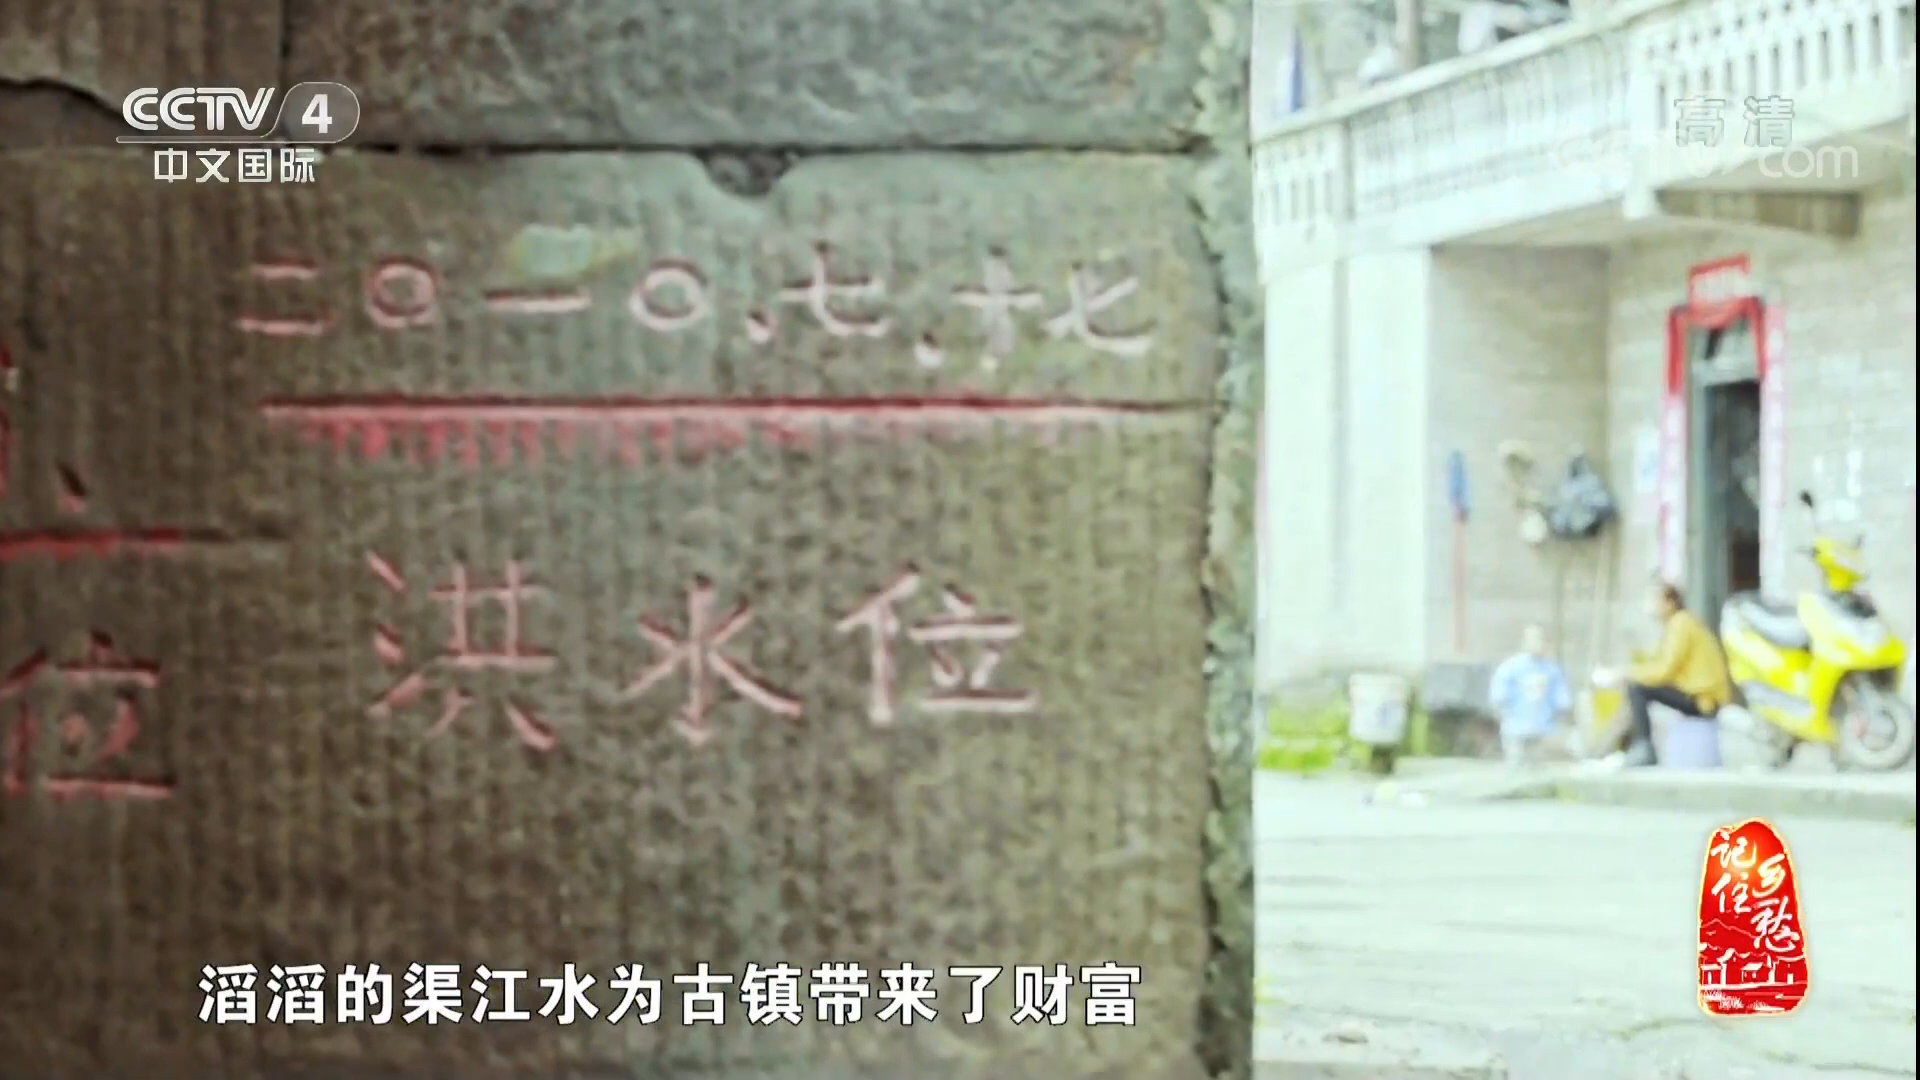 CCTV 4
中文国际
高清
com
二〇一〇.七.十七
洪水位
位
记住
乡愁
滔滔的渠江水为古镇带来了财富